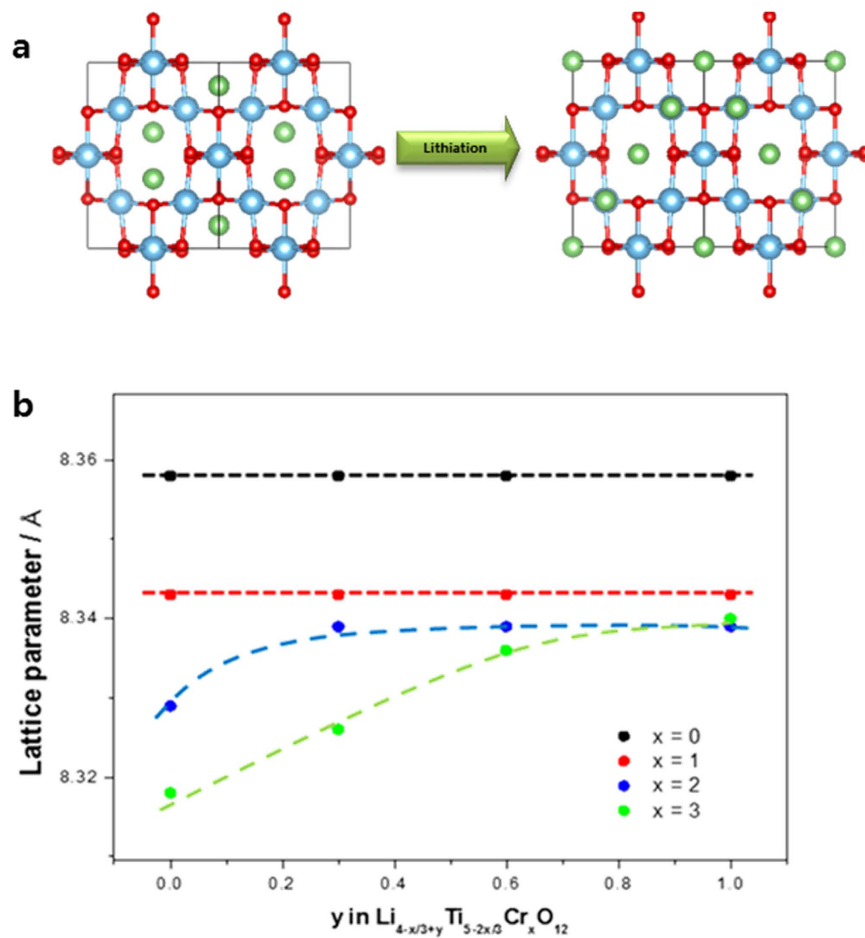 a
Lithiation
b
Lattice parameter / Å
8.36
8.34
8.32
x = 0
x = 1
x = 2
x = 3
0.0 0.2 0.4 0.6 0.8 1.0
y in Li4-x/3+yTi5-2x/3CrxO12